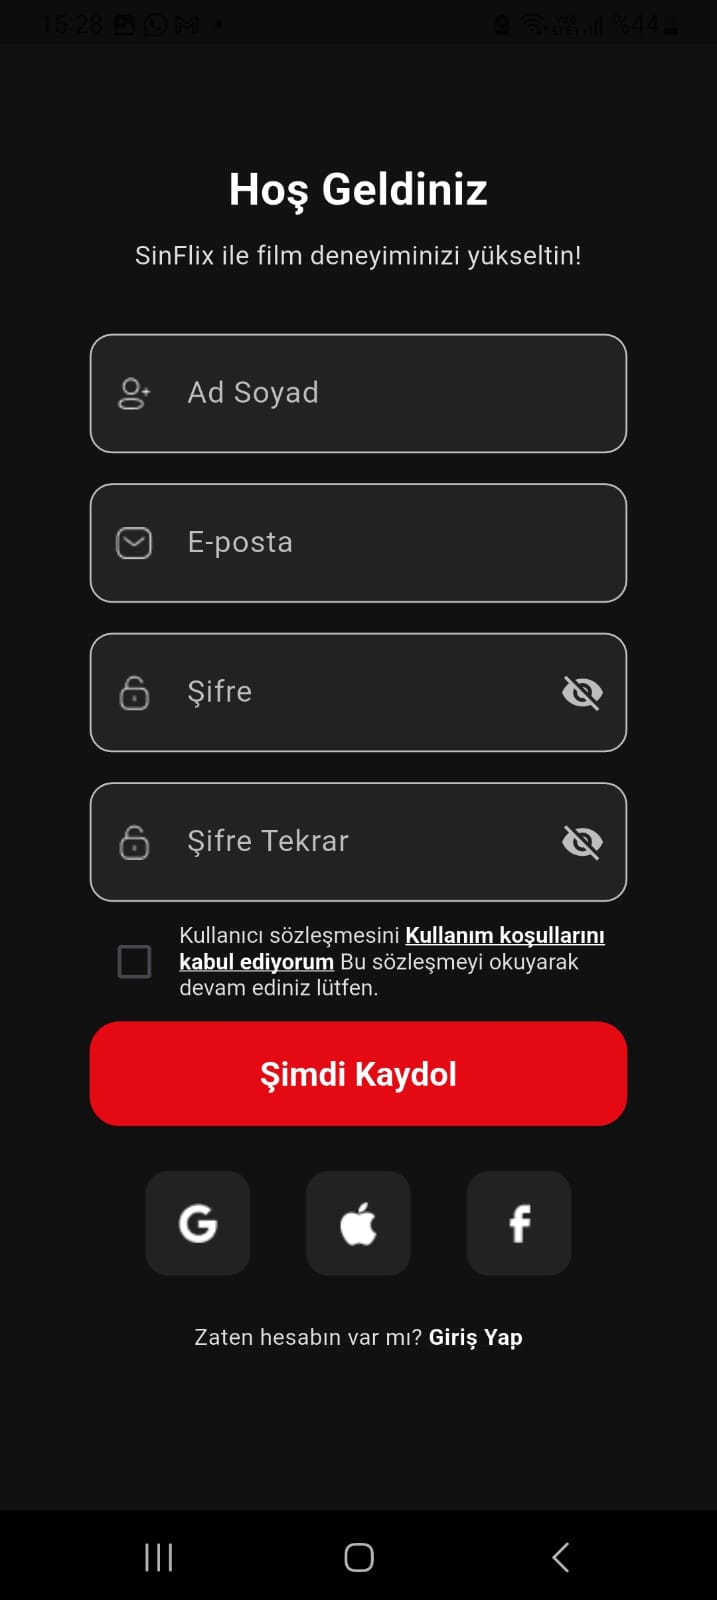 15:28
%44
Hoş Geldiniz
SinFlix ile film deneyiminizi yükseltin!
Ad Soyad
E-posta
Şifre
Şifre Tekrar
Kullanıcı sözleşmesini Kullanım koşullarını
kabul ediyorum Bu sözleşmeyi okuyarak
devam ediniz lütfen.
Şimdi Kaydol
Zaten hesabın var mı? Giriş Yap